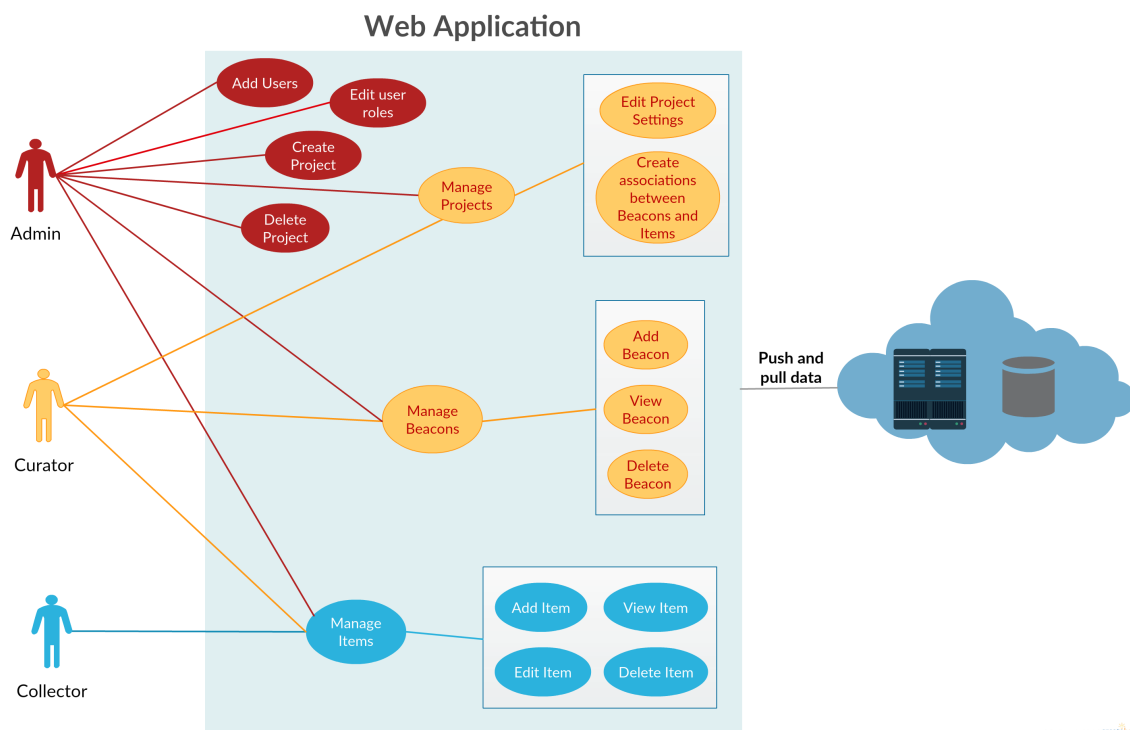 Web Application
Add Users
Edit user
roles
Create
Project
Delete
Project
Admin
Manage
Projects
Edit Project
Settings
Create
associations
between
Beacons and
Items
Curator
Manage
Beacons
Add
Beacon
View
Beacon
Delete
Beacon
Push and
pull data
Collector
Manage
Items
Add Item
View Item
Edit Item
Delete Item